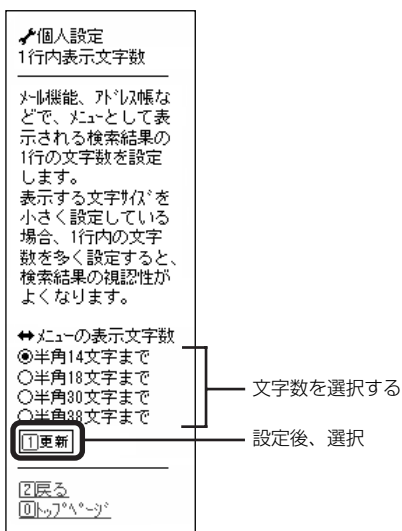 個人設定
1行内表示文字数
ﾒｰﾙ機能、ｱﾄﾞﾚｽ帳な
どで、ﾒﾆｭｰとして表
示される検索結果の
1行の文字数を設定
します。
表示する文字ｻｲｽﾞを
小さく設定している
場合、1行内の文字
数を多く設定すると、
検索結果の視認性が
よくなります。
⇔ﾒﾆｭｰの表示文字数
◉半角14文字まで
○半角18文字まで
○半角30文字まで
○半角38文字まで
文字数を選択する
1更新
設定後、選択
2戻る
0ﾄｯﾌﾟﾍﾟｰｼﾞ